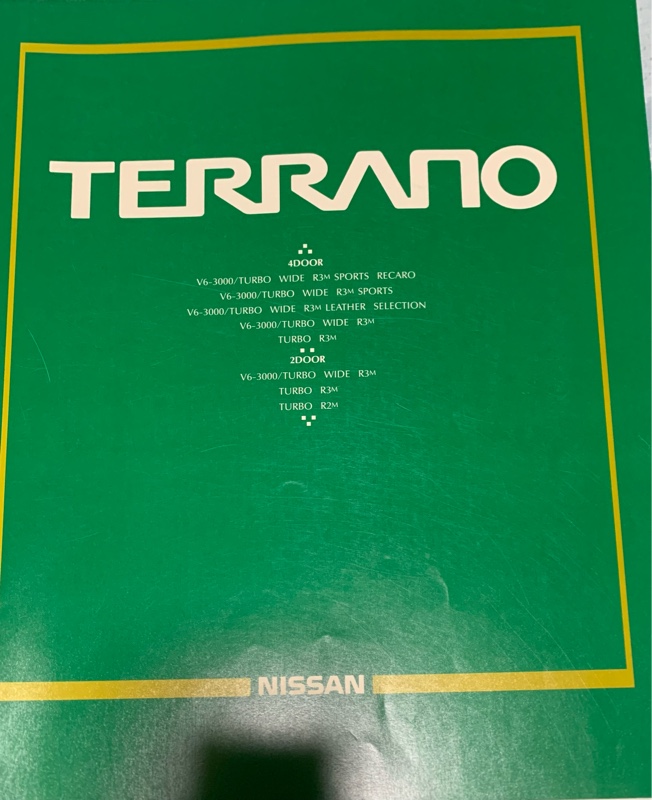 TERRANO
4DOOR
V6-3000/TURBO WIDE R3M SPORTS RECARO
V6-3000/TURBO WIDE R3M SPORTS
V6-3000/TURBO WIDE R3M LEATHER SELECTION
V6-3000/TURBO WIDE R3M
TURBO R3M
2DOOR
V6-3000/TURBO WIDE R3M
TURBO R3M
TURBO R2M
NISSAN